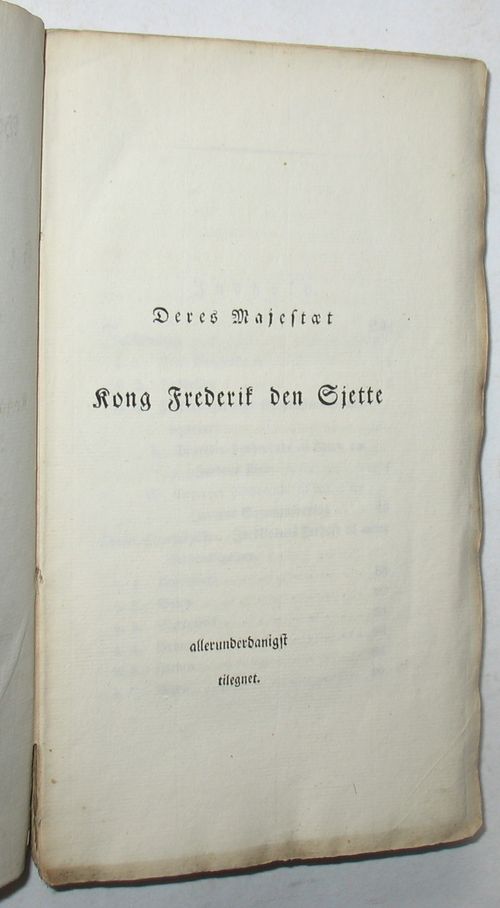 Deres Majestæt
Kong Frederik den Sjette
allerunderdanigst
tilegnet.